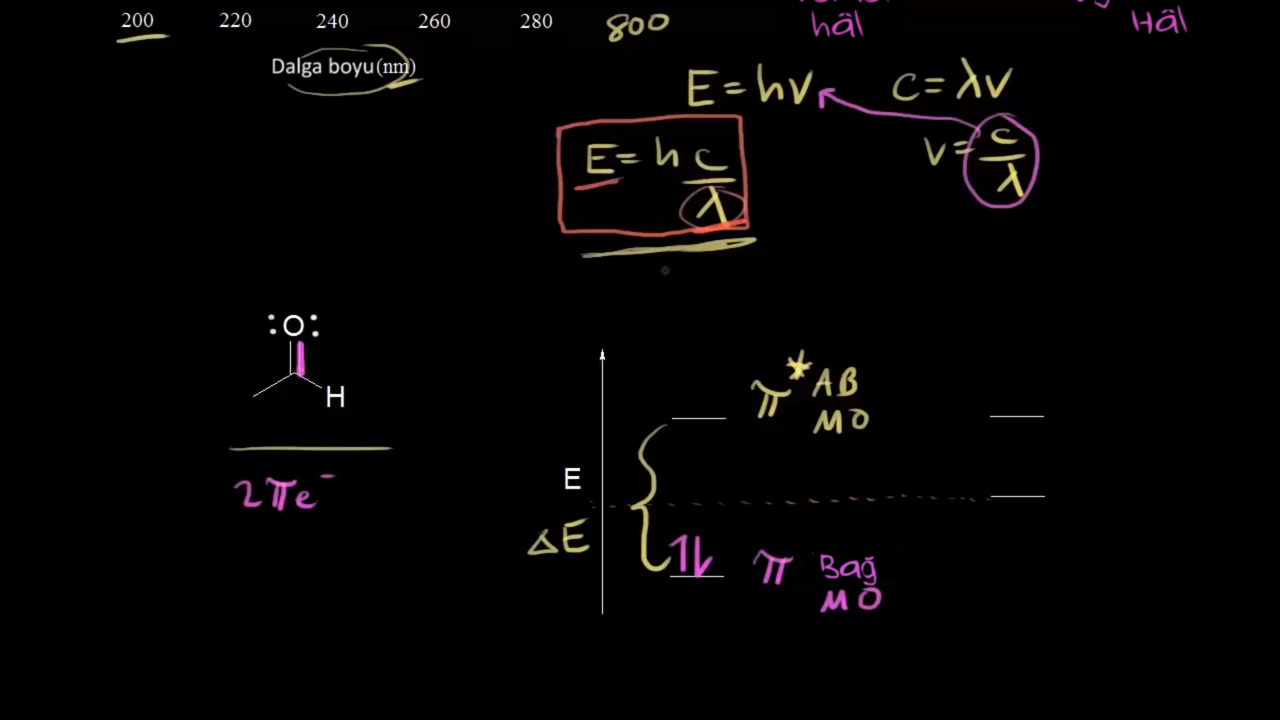 200 220 240 260 280 800
hâl
Hâl
Dalga boyu (nm)
E = hν
c = λν
E = h c/λ
ν = c/λ
:O:
H
2πe⁻
π* AB
MO
E
ΔE
π Bağ
MO